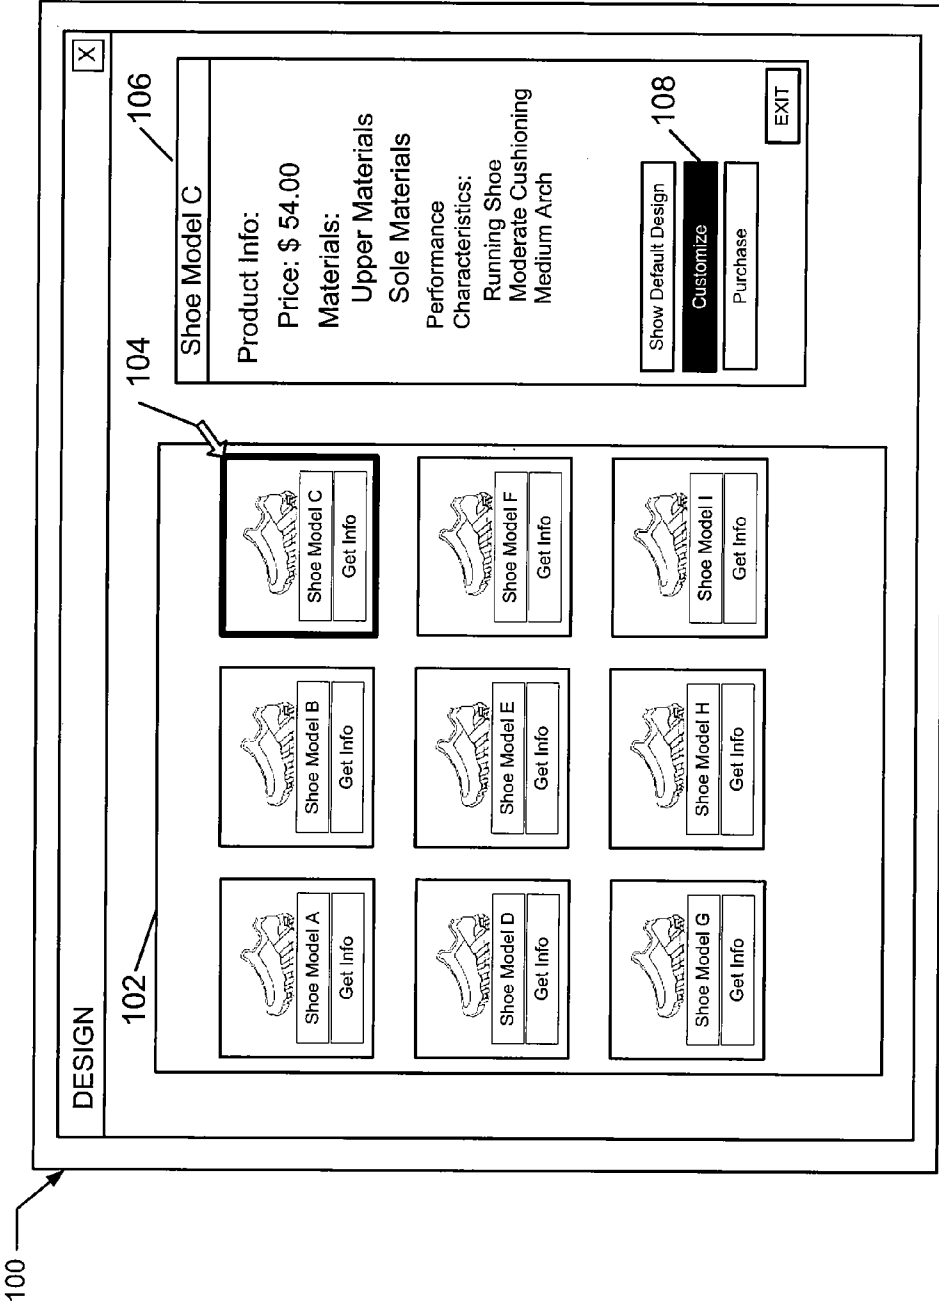 100
DESIGN
X
102
104
106
Shoe Model A
Get Info
Shoe Model B
Get Info
Shoe Model C
Get Info
Shoe Model D
Get Info
Shoe Model E
Get Info
Shoe Model F
Get Info
Shoe Model G
Get Info
Shoe Model H
Get Info
Shoe Model I
Get Info
Shoe Model C
Product Info:
Price: $ 54.00
Materials:
Upper Materials
Sole Materials
Performance
Characteristics:
Running Shoe
Moderate Cushioning
Medium Arch
108
Show Default Design
Customize
Purchase
EXIT